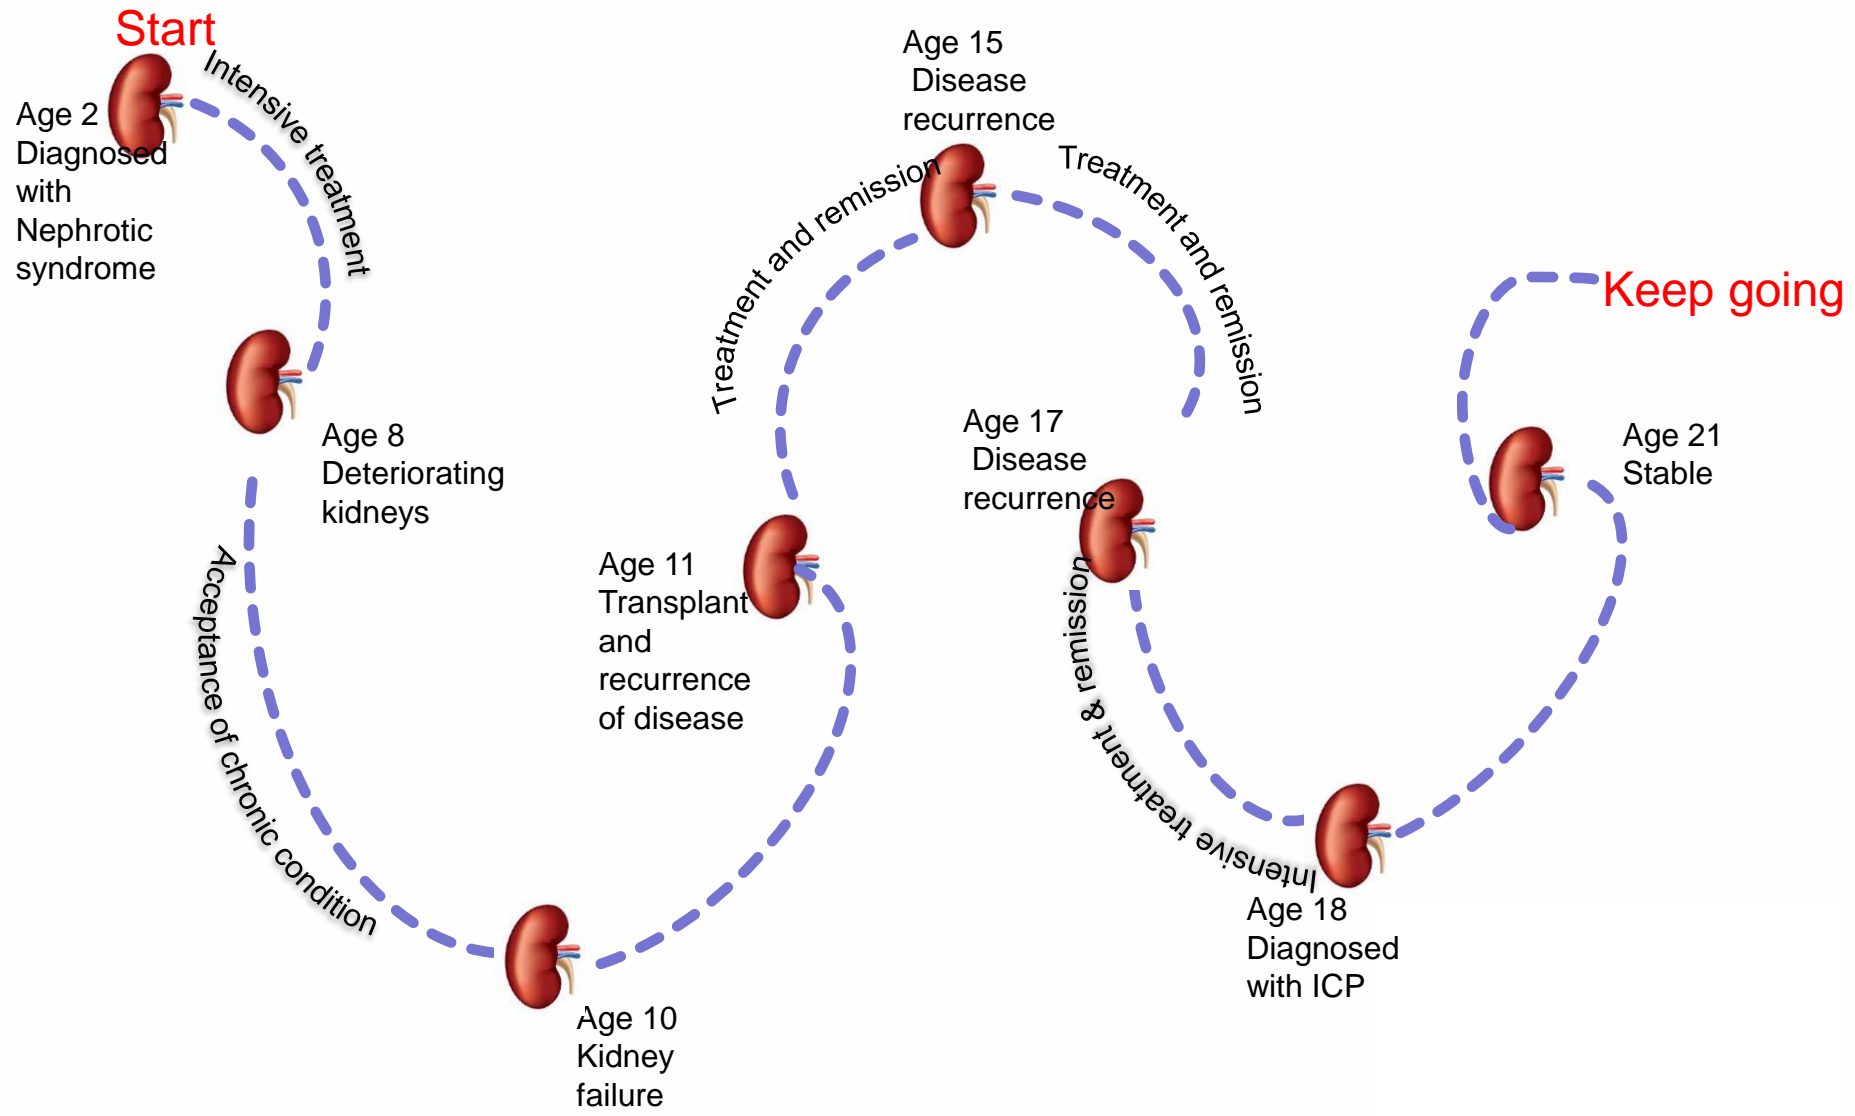 Start
Age 2
Diagnosed
with
Nephrotic
syndrome
Intensive treatment
Age 8
Deteriorating
kidneys
Acceptance of chronic condition
Age 10
Kidney
failure
Age 11
Transplant
and
recurrence
of disease
Treatment and remission
Age 15
Disease
recurrence
Treatment and remission
Age 17
Disease
recurrence
Intensive treatment & remission
Age 18
Diagnosed
with ICP
Age 21
Stable
Keep going